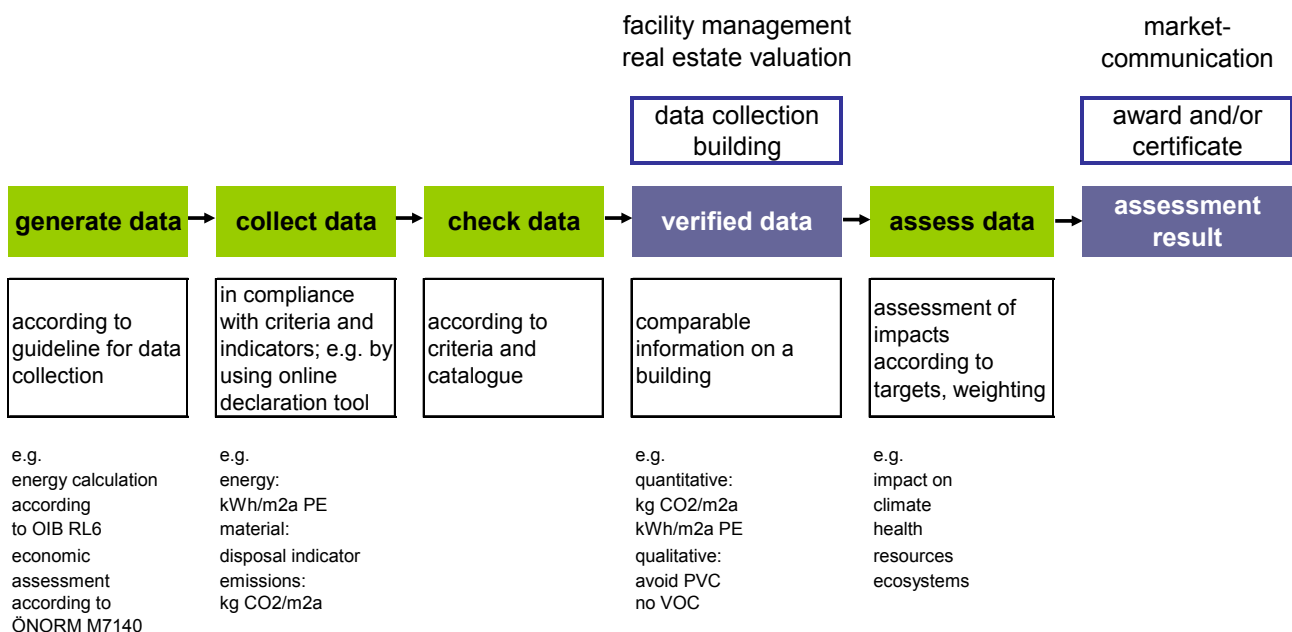 facility management
real estate valuation
market-
communication
data collection
building
award and/or
certificate
generate data
collect data
check data
verified data
assess data
assessment
result
according to
guideline for data
collection
in compliance
with criteria and
indicators; e.g. by
using online
declaration tool
according to
criteria and
catalogue
comparable
information on a
building
assessment of
impacts
according to
targets, weighting
e.g.
energy calculation
according
to OIB RL6
economic
assessment
according to
ÖNORM M7140
e.g.
energy:
kWh/m2a PE
material:
disposal indicator
emissions:
kg CO2/m2a
e.g.
quantitative:
kg CO2/m2a
kWh/m2a PE
qualitative:
avoid PVC
no VOC
e.g.
impact on
climate
health
resources
ecosystems